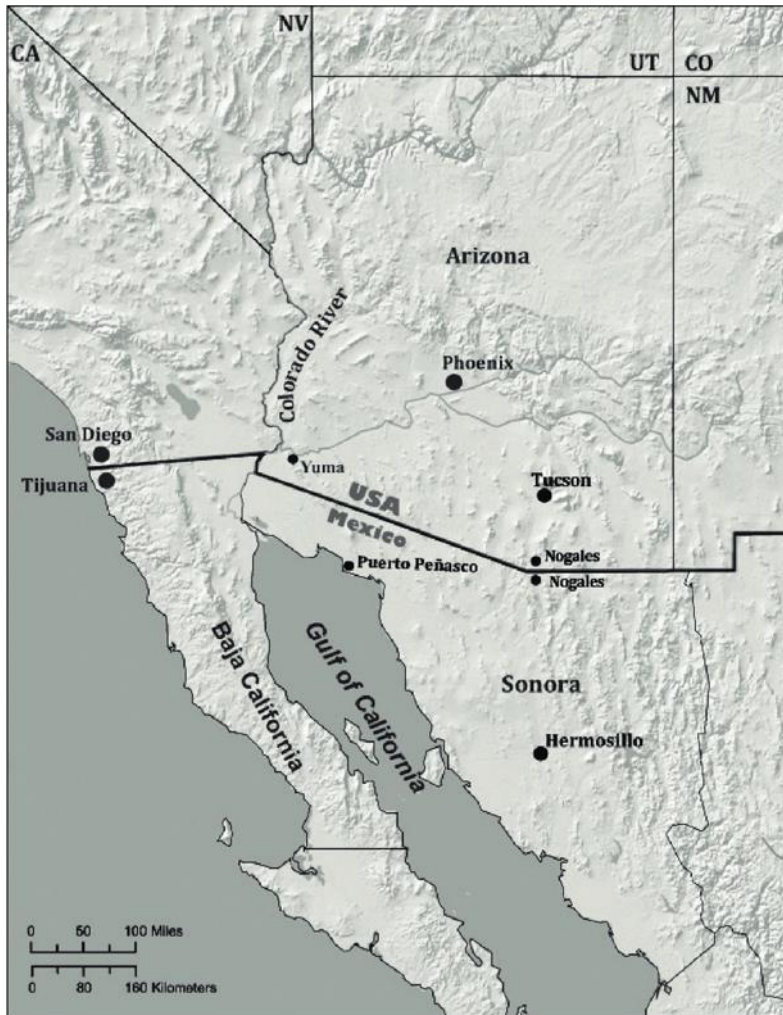 NV
CA
UT
CO
NM
Arizona
Colorado River
Phoenix
San Diego
Yuma
Tijuana
Tucson
USA
Mexico
Nogales
Puerto Peñasco
Nogales
Baja California
Gulf of California
Sonora
Hermosillo
0 50 100 Miles
0 80 160 Kilometers